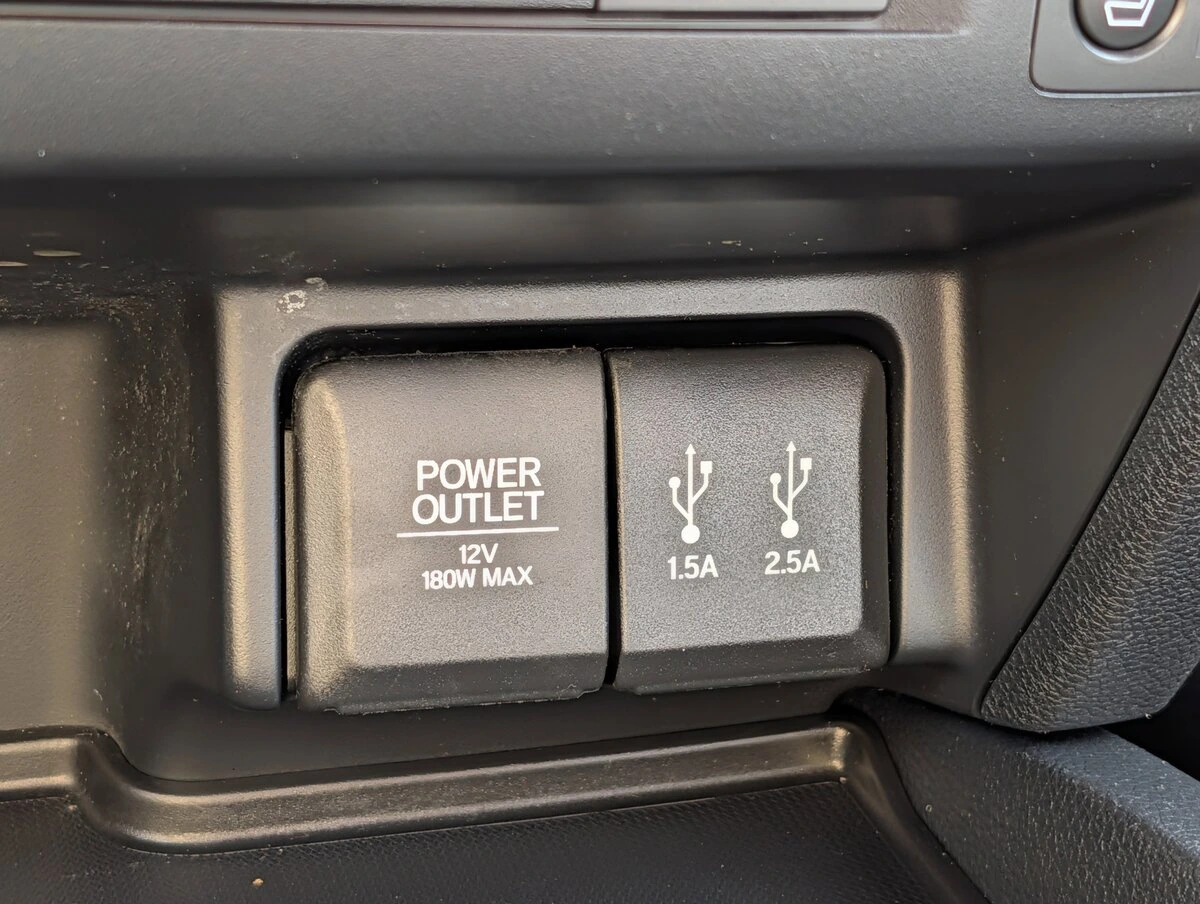 POWER
OUTLET
12V
180W MAX
1.5A 2.5A